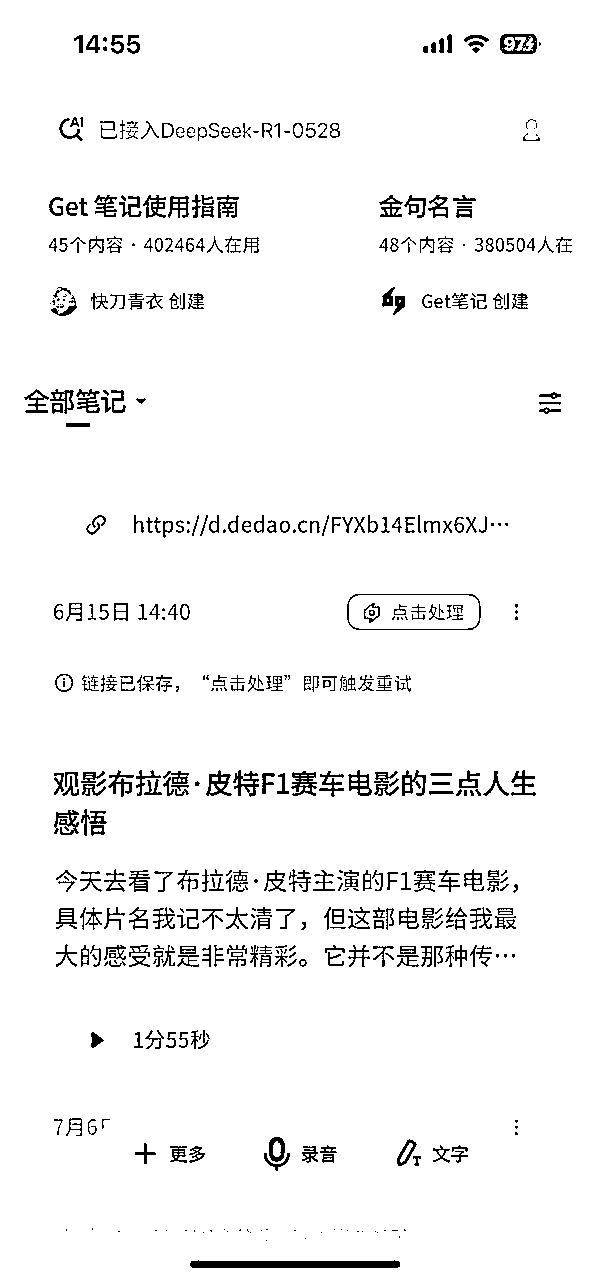 14:55
97
AI 已接入DeepSeek-R1-0528
Get 笔记使用指南
45个内容 · 402464人在用
快刀青衣 创建
金句名言
48个内容 · 380504人在
Get笔记 创建
全部笔记
https://d.dedao.cn/FYXb14Elmx6XJ…
6月15日 14:40
点击处理
链接已保存，“点击处理”即可触发重试
观影布拉德·皮特F1赛车电影的三点人生
感悟
今天去看了布拉德·皮特主演的F1赛车电影，
具体片名我记不太清了，但这部电影给我最
大的感受就是非常精彩。它并不是那种传…
1分55秒
7月6
更多
录音
文字